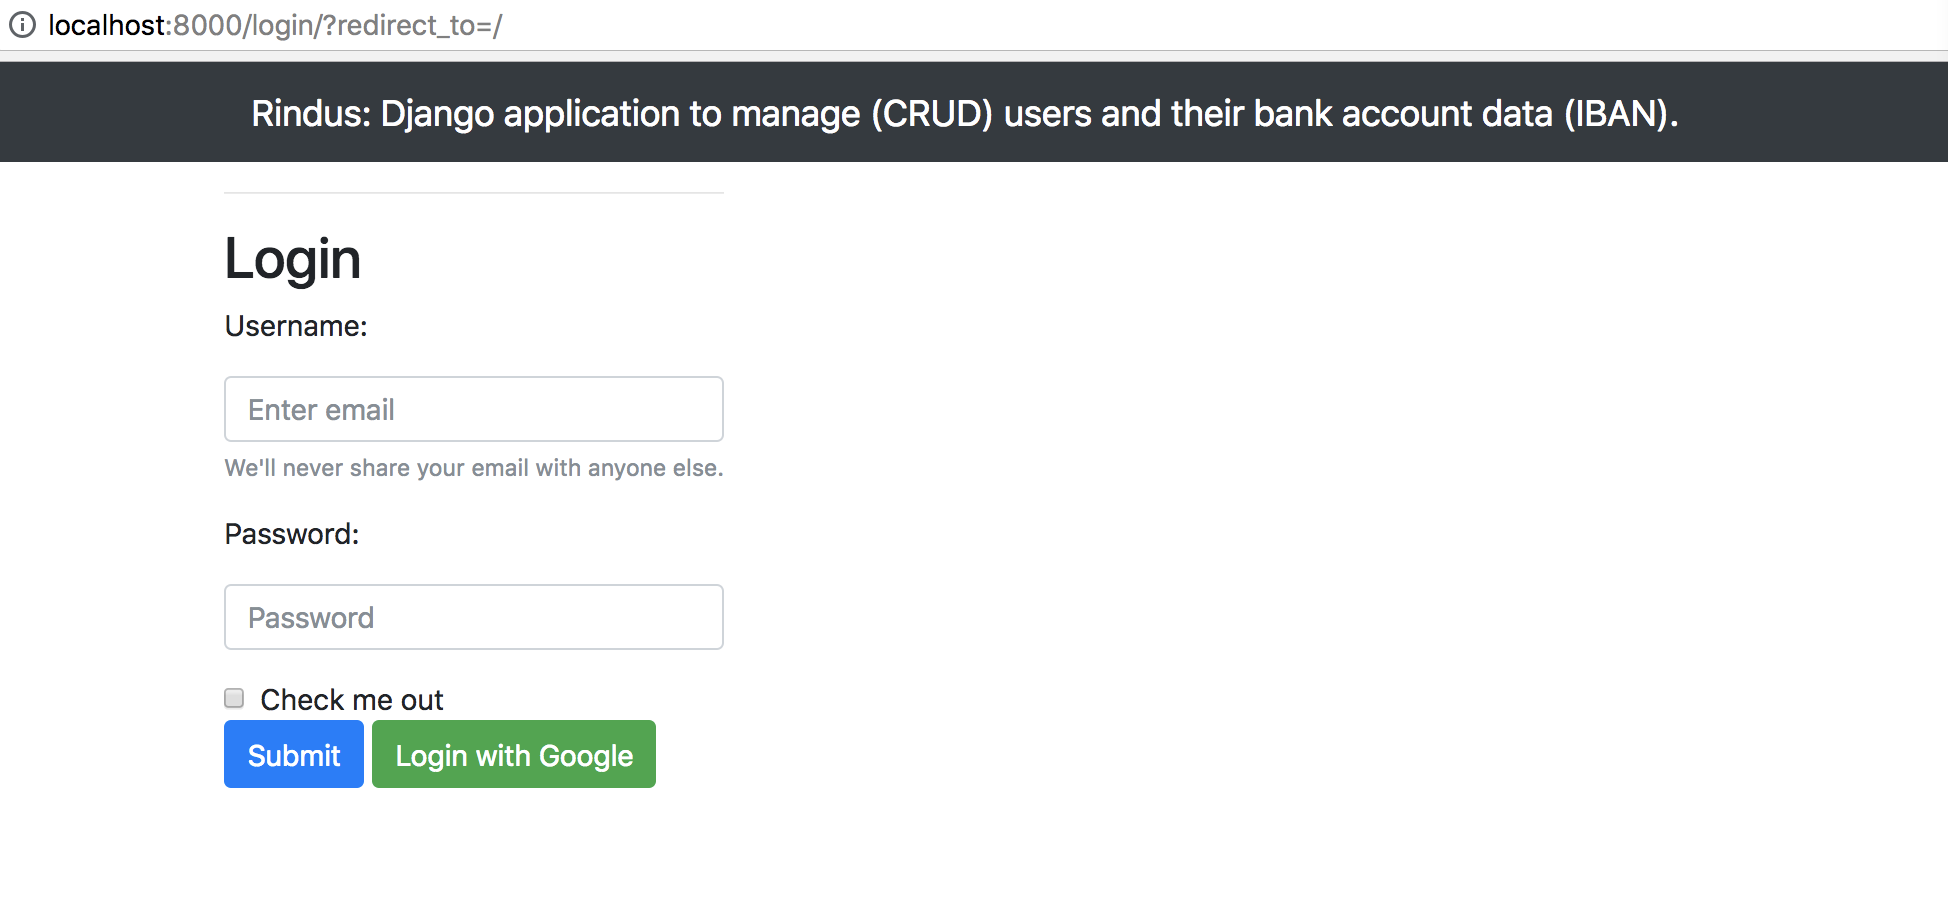 localhost:8000/login/?redirect_to=/
Rindus: Django application to manage (CRUD) users and their bank account data (IBAN).
Login
Username:
Enter email
We'll never share your email with anyone else.
Password:
Password
Check me out
Submit Login with Google